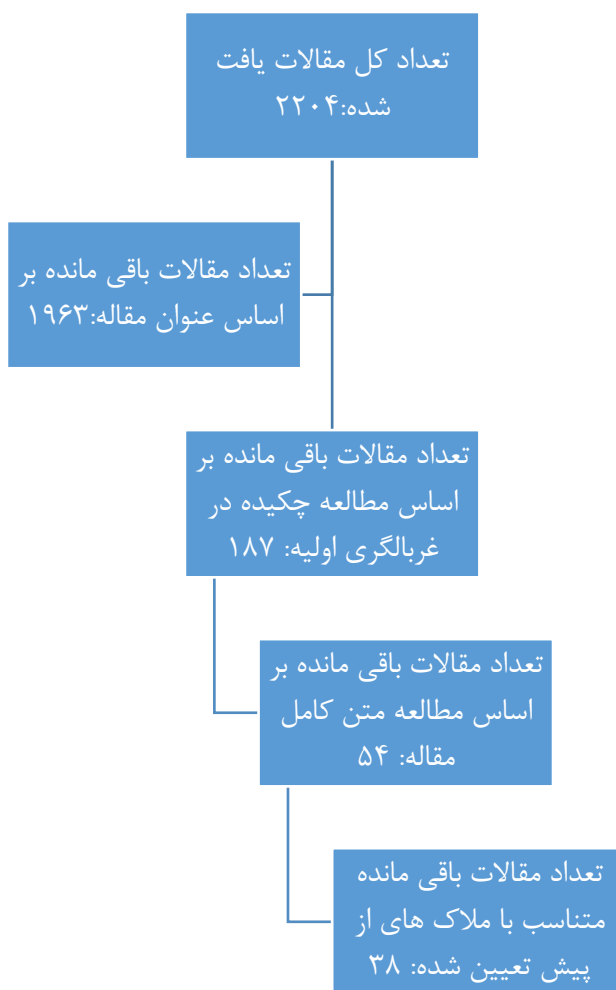 تعداد کل مقالات یافت
شده:۲۲۰۴
تعداد مقالات باقی مانده بر
اساس عنوان مقاله:۱۹۶۳
تعداد مقالات باقی مانده بر
اساس مطالعه چکیده در
غربالگری اولیه: ۱۸۷
تعداد مقالات باقی مانده بر
اساس مطالعه متن کامل
مقاله: ۵۴
تعداد مقالات باقی مانده
متناسب با ملاک های از
پیش تعیین شده: ۳۸